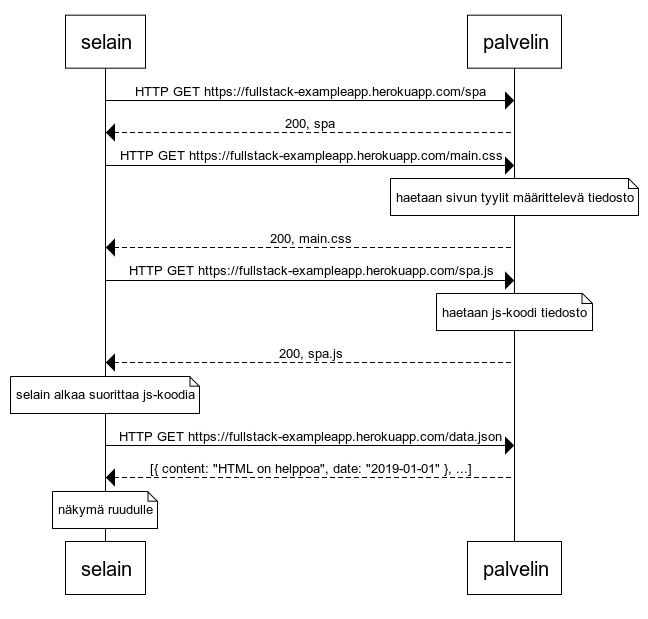 selain
palvelin
HTTP GET https://fullstack-exampleapp.herokuapp.com/spa
200, spa
HTTP GET https://fullstack-exampleapp.herokuapp.com/main.css
haetaan sivun tyylit määrittelevä tiedosto
200, main.css
HTTP GET https://fullstack-exampleapp.herokuapp.com/spa.js
haetaan js-koodi tiedosto
200, spa.js
selain alkaa suorittaa js-koodia
HTTP GET https://fullstack-exampleapp.herokuapp.com/data.json
[{ content: "HTML on helppoa", date: "2019-01-01" }, ...]
näkymä ruudulle
selain
palvelin